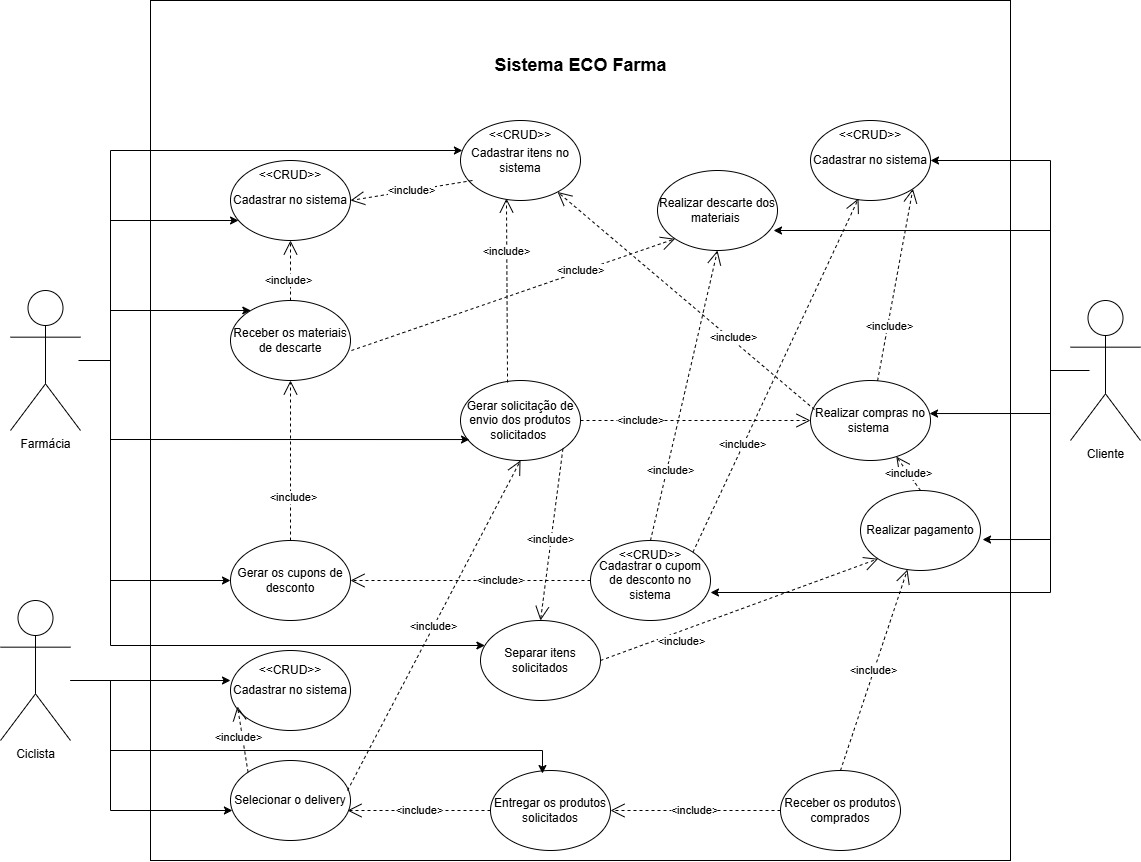 Sistema ECO Farma
<<CRUD>>
Cadastrar itens no
sistema
<<CRUD>>
Cadastrar no sistema
<<CRUD>>
Cadastrar no sistema
<include>
Realizar descarte dos
materiais
<include>
<include>
<include>
Receber os materiais
de descarte
<include>
<include>
Farmácia
Cliente
Gerar solicitação de
envio dos produtos
solicitados
<include>
Realizar compras no
sistema
<include>
<include>
<include>
<include>
Realizar pagamento
<include>
<include>
Gerar os cupons de
desconto
<include>
<<CRUD>>
Cadastrar o cupom
de desconto no
sistema
<include>
<include>
Separar itens
solicitados
<<CRUD>>
Cadastrar no sistema
<include>
<include>
Ciclista
Selecionar o delivery
<include>
Entregar os produtos
solicitados
<include>
Receber os produtos
comprados